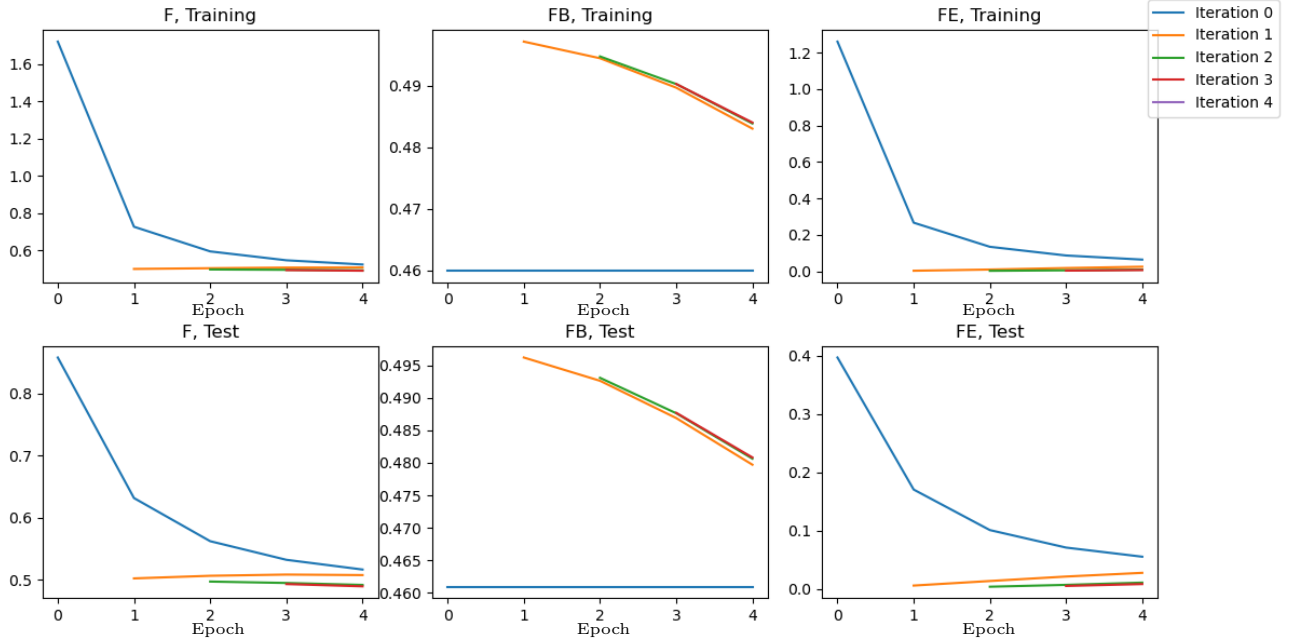 F, Training
FB, Training
FE, Training
Iteration 0
Iteration 1
Iteration 2
Iteration 3
Iteration 4
1.6
1.4
1.2
1.0
0.8
0.6
0 1 2 3 4
Epoch
0.49
0.48
0.47
0.46
0 1 2 3 4
Epoch
1.2
1.0
0.8
0.6
0.4
0.2
0.0
0 1 2 3 4
Epoch
F, Test
FB, Test
FE, Test
0.8
0.7
0.6
0.5
0 1 2 3 4
Epoch
0.495
0.490
0.485
0.480
0.475
0.470
0.465
0.460
0 1 2 3 4
Epoch
0.4
0.3
0.2
0.1
0.0
0 1 2 3 4
Epoch